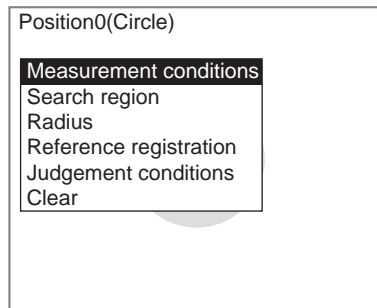 Position0(Circle)
Measurement conditions
Search region
Radius
Reference registration
Judgement conditions
Clear